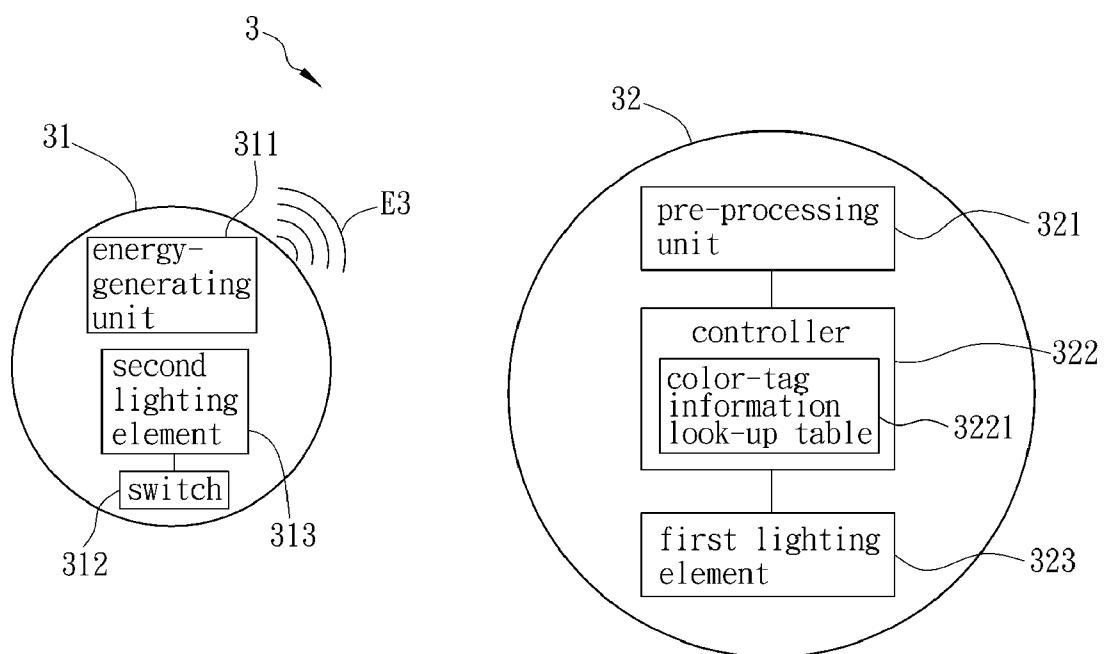 3
31
311
E3
energy-
generating
unit
second
lighting
element
switch
312
313
32
pre-processing
unit
321
controller
322
color-tag
information
look-up table
3221
first lighting
element
323